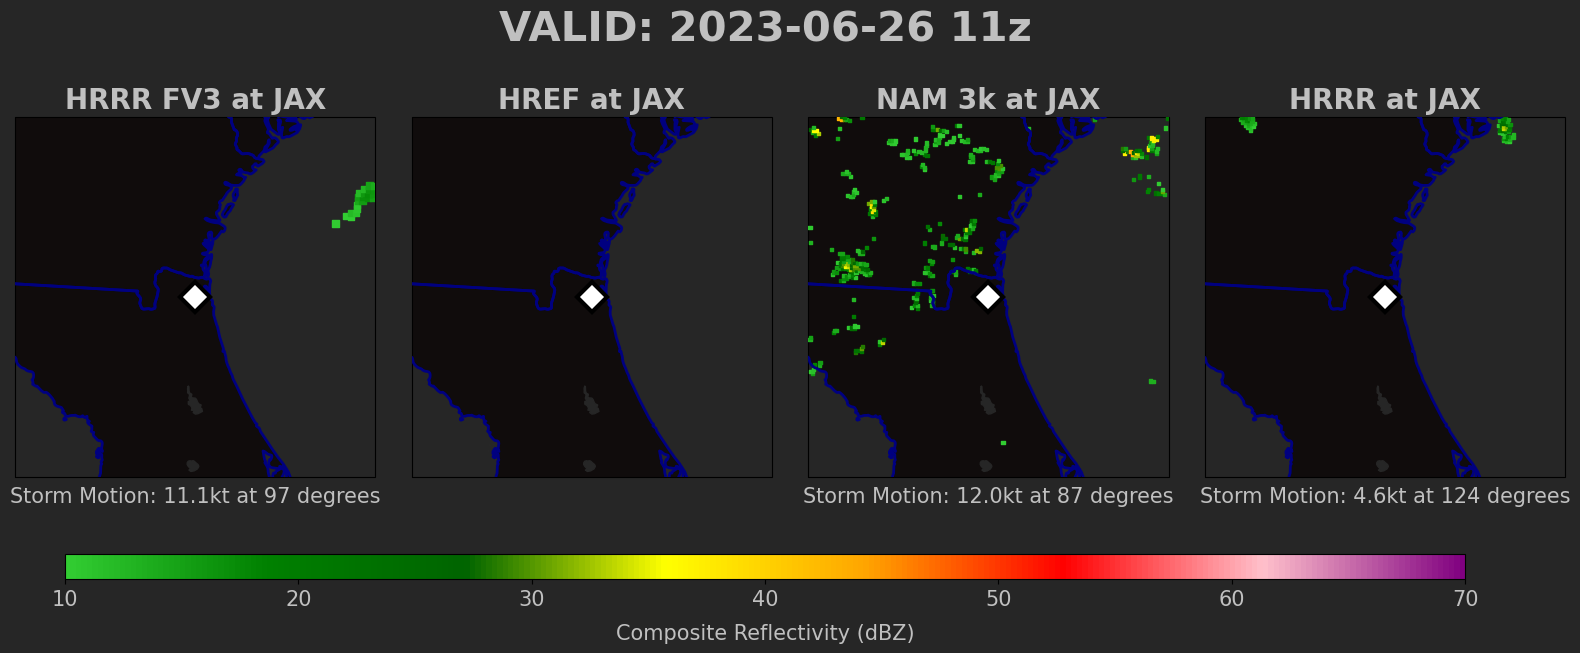 VALID: 2023-06-26 11z
HRRR FV3 at JAX
HREF at JAX
NAM 3k at JAX
HRRR at JAX
Storm Motion: 11.1kt at 97 degrees
Storm Motion: 12.0kt at 87 degrees
Storm Motion: 4.6kt at 124 degrees
10 20 30 40 50 60 70
Composite Reflectivity (dBZ)